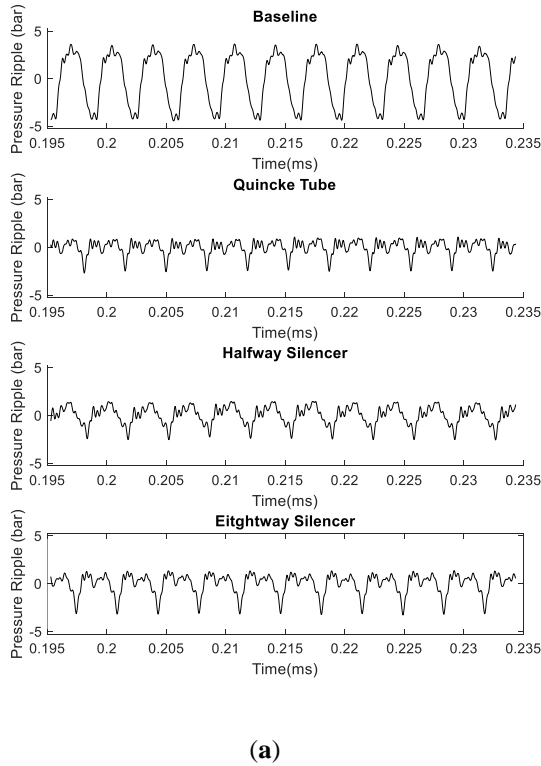 Baseline
5
0
-5
Pressure Ripple (bar)
0.195 0.2 0.205 0.21 0.215 0.22 0.225 0.23 0.235
Time(ms)
Quincke Tube
5
0
-5
Pressure Ripple (bar)
0.195 0.2 0.205 0.21 0.215 0.22 0.225 0.23 0.235
Time(ms)
Halfway Silencer
5
0
-5
Pressure Ripple (bar)
0.195 0.2 0.205 0.21 0.215 0.22 0.225 0.23 0.235
Time(ms)
Eitghtway Silencer
5
0
-5
Pressure Ripple (bar)
0.195 0.2 0.205 0.21 0.215 0.22 0.225 0.23 0.235
Time(ms)
(a)